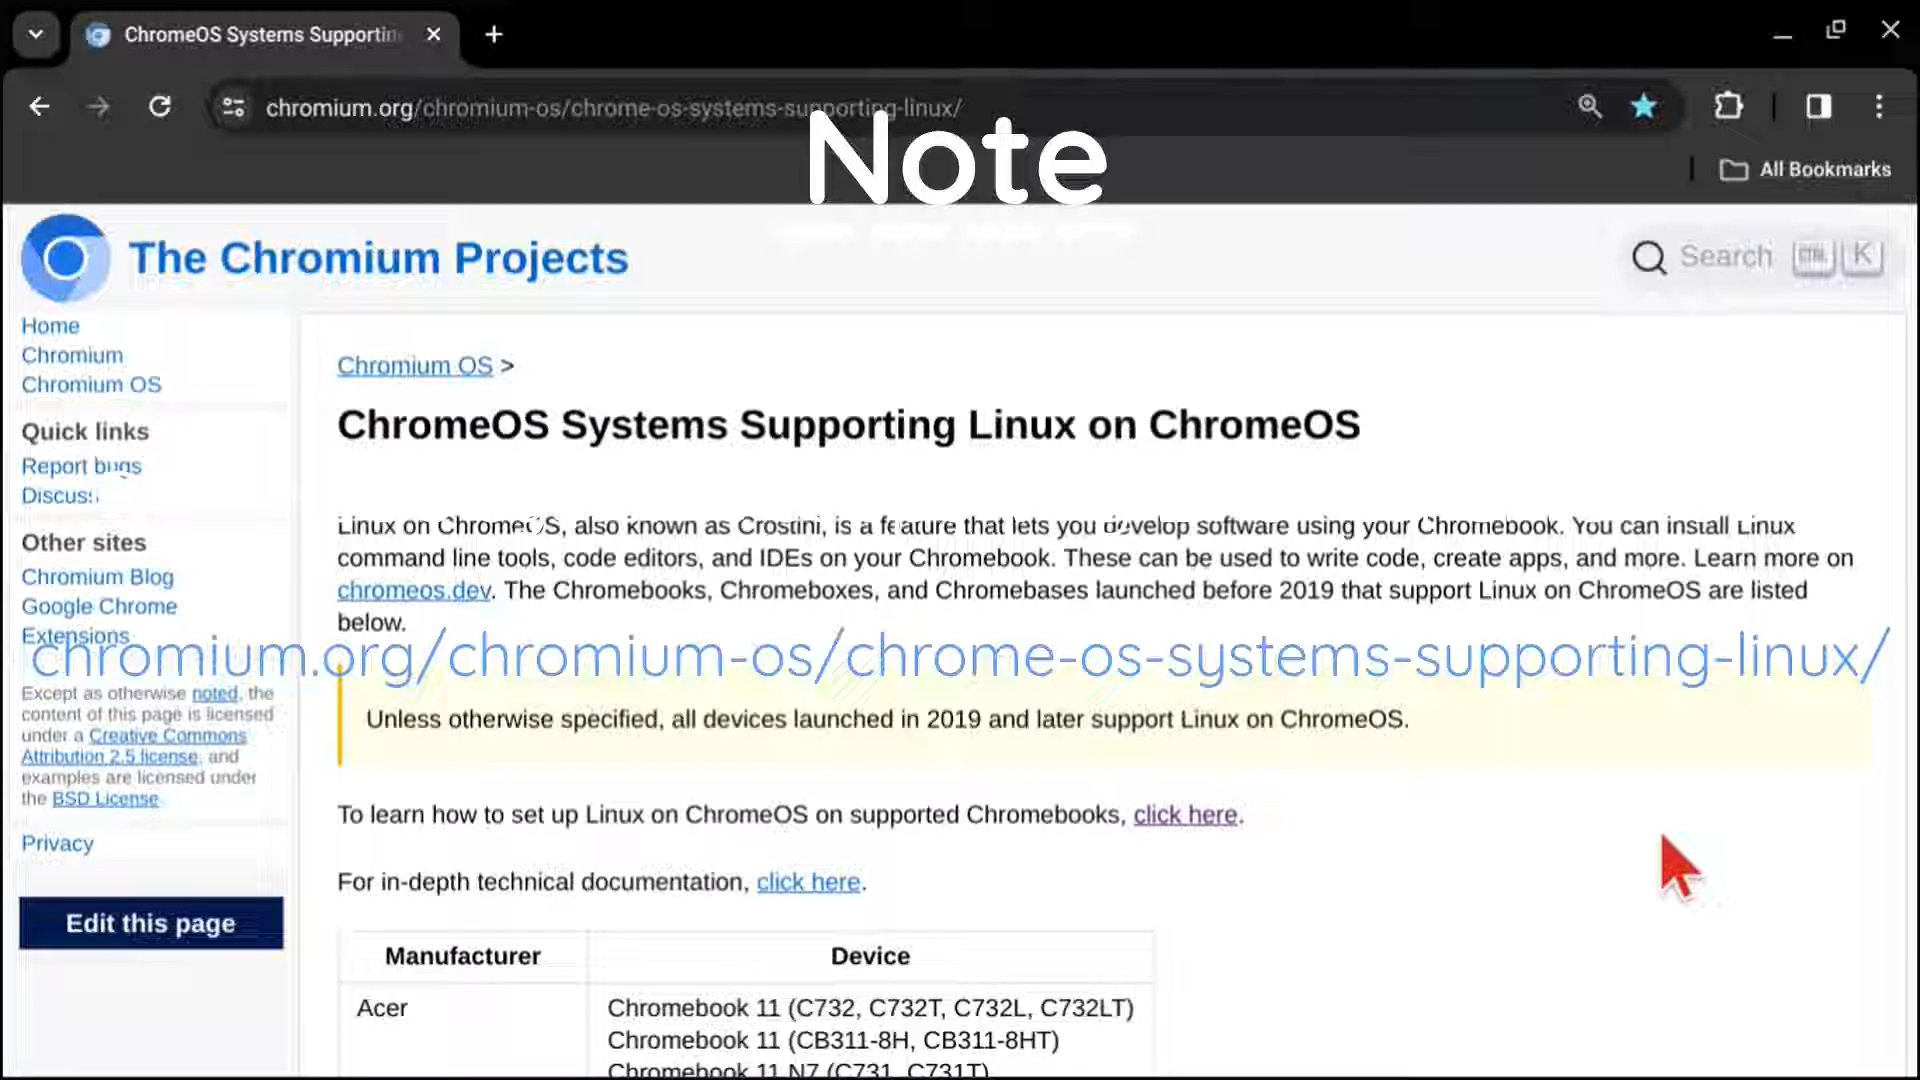 ChromeOS Systems Supportin
chromium.org/chromium-os/chrome-os-systems-supporting-linux/
Note
All Bookmarks
The Chromium Projects
Search
K
Home
Chromium
Chromium OS
Quick links
Report bugs
Discuss
Other sites
Chromium Blog
Google Chrome
Extensions
Except as otherwise noted, the
content of this page is licensed
under a Creative Commons
Attribution 2.5 license, and
examples are licensed under
the BSD License.
Privacy
Edit this page
Chromium OS >
ChromeOS Systems Supporting Linux on ChromeOS
Linux on ChromeOS, also known as Crostini, is a feature that lets you develop software using your Chromebook. You can install Linux
command line tools, code editors, and IDEs on your Chromebook. These can be used to write code, create apps, and more. Learn more on
chromeos.dev. The Chromebooks, Chromeboxes, and Chromebases launched before 2019 that support Linux on ChromeOS are listed
below.
chromium.org/chromium-os/chrome-os-systems-supporting-linux/
Unless otherwise specified, all devices launched in 2019 and later support Linux on ChromeOS.
To learn how to set up Linux on ChromeOS on supported Chromebooks, click here.
For in-depth technical documentation, click here.
Manufacturer Device
Acer Chromebook 11 (C732, C732T, C732L, C732LT)
Chromebook 11 (CB311-8H, CB311-8HT)
Chromebook 11 N7 (C731, C731T)